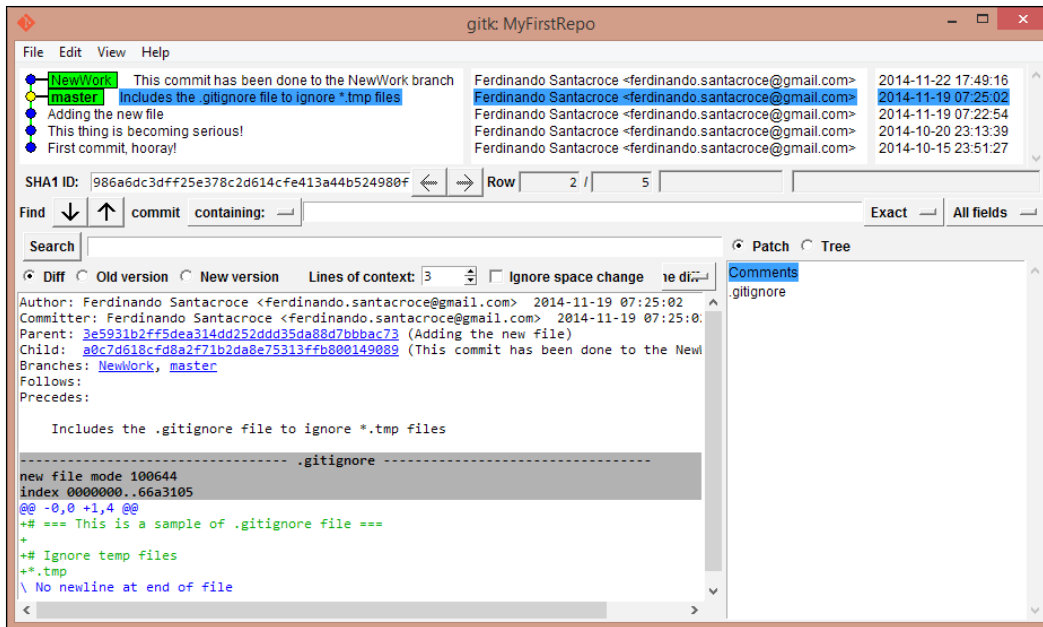 gitk: MyFirstRepo
File Edit View Help
NewWork This commit has been done to the NewWork branch Ferdinando Santacroce <ferdinando.santacroce@gmail.com> 2014-11-22 17:49:16
master Includes the .gitignore file to ignore *.tmp files Ferdinando Santacroce <ferdinando.santacroce@gmail.com> 2014-11-19 07:25:02
Adding the new file Ferdinando Santacroce <ferdinando.santacroce@gmail.com> 2014-11-19 07:22:54
This thing is becoming serious! Ferdinando Santacroce <ferdinando.santacroce@gmail.com> 2014-10-20 23:13:39
First commit, hooray! Ferdinando Santacroce <ferdinando.santacroce@gmail.com> 2014-10-15 23:51:27
SHA1 ID: 986a6dc3dff25e378c2d614cfe413a44b524980f Row 2 / 5
Find commit containing: Exact All fields
Search
Patch Tree
Diff Old version New version Lines of context: 3 Ignore space change
Comments
.gitignore
Author: Ferdinando Santacroce <ferdinando.santacroce@gmail.com> 2014-11-19 07:25:02
Committer: Ferdinando Santacroce <ferdinando.santacroce@gmail.com> 2014-11-19 07:25:0
Parent: 3e5931b2ff5dea314dd252ddd35da88d7bbbac73 (Adding the new file)
Child: a0c7d618cfd8a2f71b2da8e75313ffb800149089 (This commit has been done to the New
Branches: NewWork, master
Follows:
Precedes:
Includes the .gitignore file to ignore *.tmp files
--------------------------------- .gitignore ---------------------------------
new file mode 100644
index 0000000..66a3105
@@ -0,0 +1,4 @@
+# === This is a sample of .gitignore file ===
+
+# Ignore temp files
+*.tmp
\ No newline at end of file